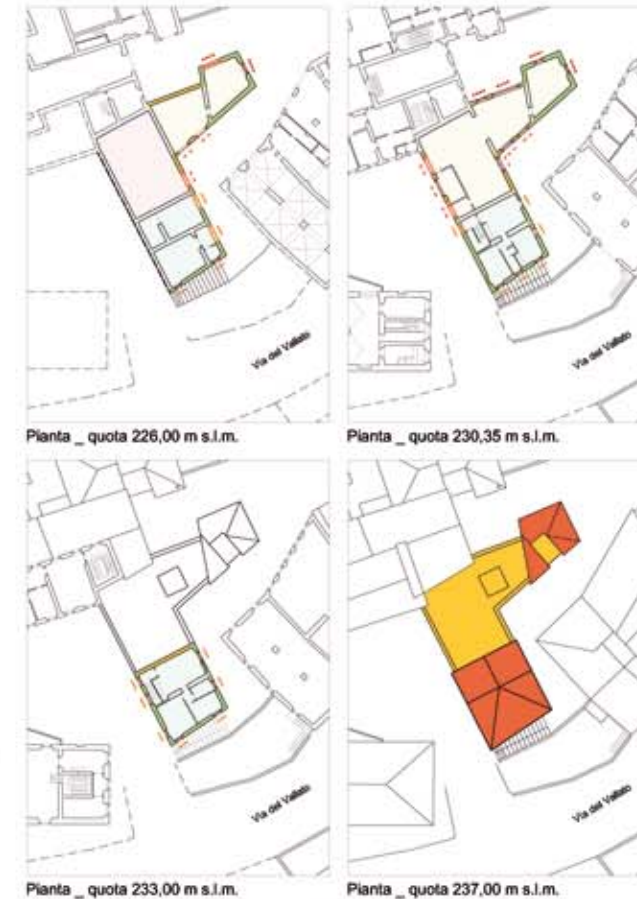 Via del Vallato
Via del Vallato
Pianta _ quota 226,00 m s.l.m.
Pianta _ quota 230,35 m s.l.m.
Via del Vallato
Via del Vallato
Pianta _ quota 233,00 m s.l.m.
Pianta _ quota 237,00 m s.l.m.